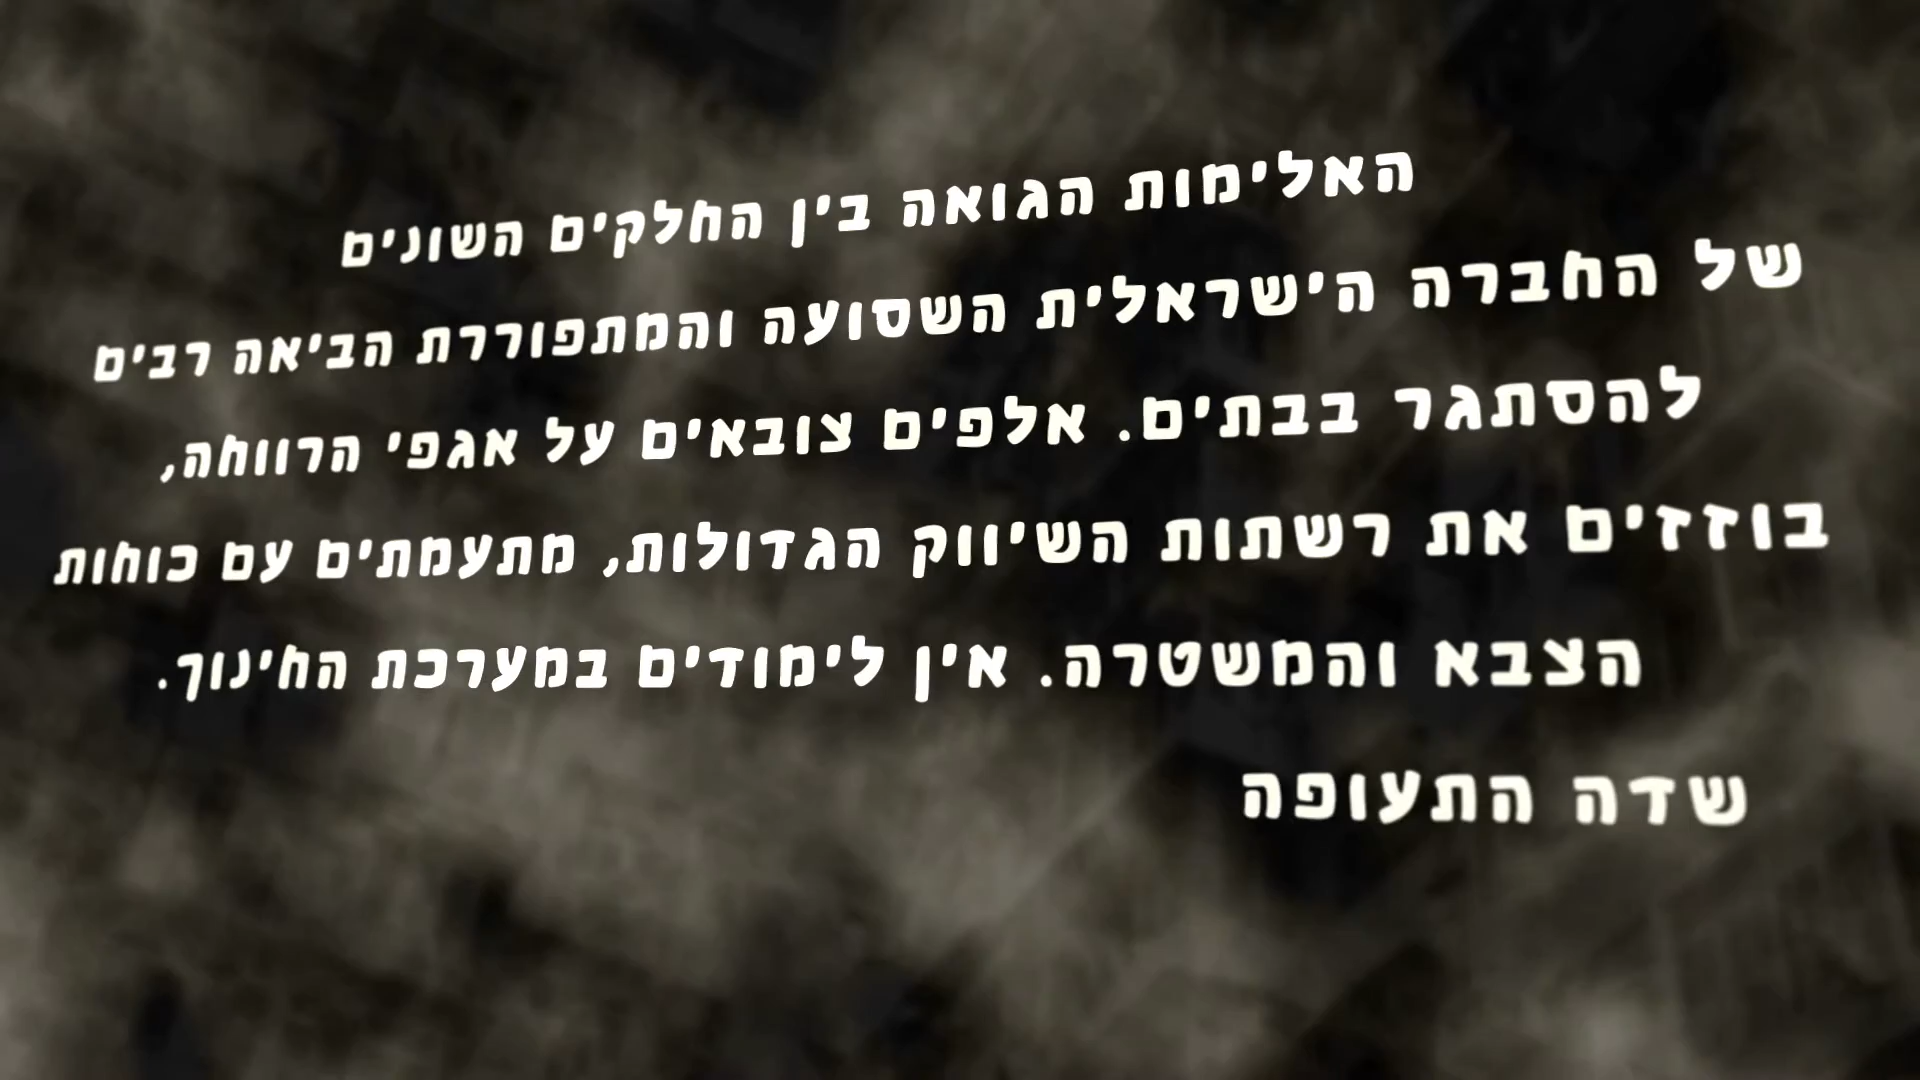 האלימות הגואה בין החלקים השונים
של החברה הישראלית השסועה והמתפוררת הביאה רבים
להסתגר בבתים. אלפים צובאים על אגפי הרווחה,
בוזזים את רשתות השיווק הגדולות, מתעמתים עם כוחות
הצבא והמשטרה. אין לימודים במערכת החינוך.
שדה התעופה